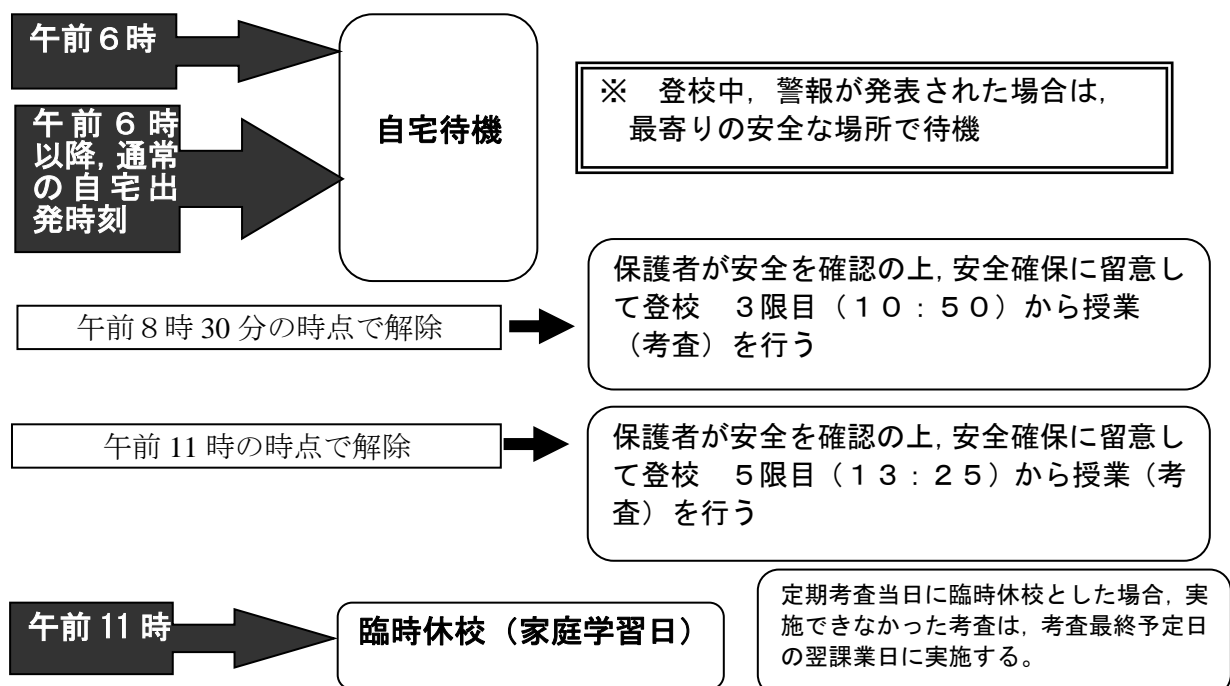 午前６時
自宅待機
※　登校中，警報が発表された場合は，
最寄りの安全な場所で待機
午前６時
以降，通常
の自宅出
発時刻
午前８時 30 分の時点で解除
保護者が安全を確認の上，安全確保に留意し
て登校　３限目（１０：５０）から授業
（考査）を行う
午前 11 時の時点で解除
保護者が安全を確認の上，安全確保に留意し
て登校　５限目（１３：２５）から授業（考
査）を行う
午前 11 時
臨時休校（家庭学習日）
定期考査当日に臨時休校とした場合，実
施できなかった考査は，考査最終予定日
の翌課業日に実施する。